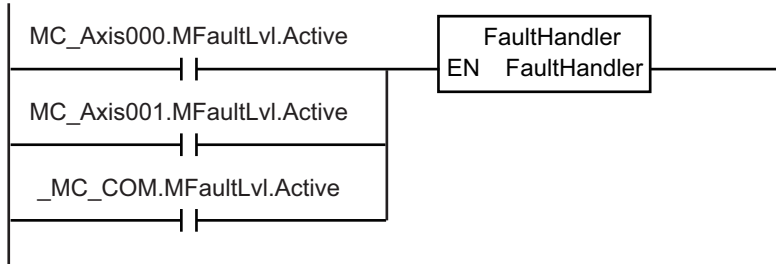 MC_Axis000.MFaultLvl.Active
FaultHandler
EN FaultHandler
MC_Axis001.MFaultLvl.Active
_MC_COM.MFaultLvl.Active